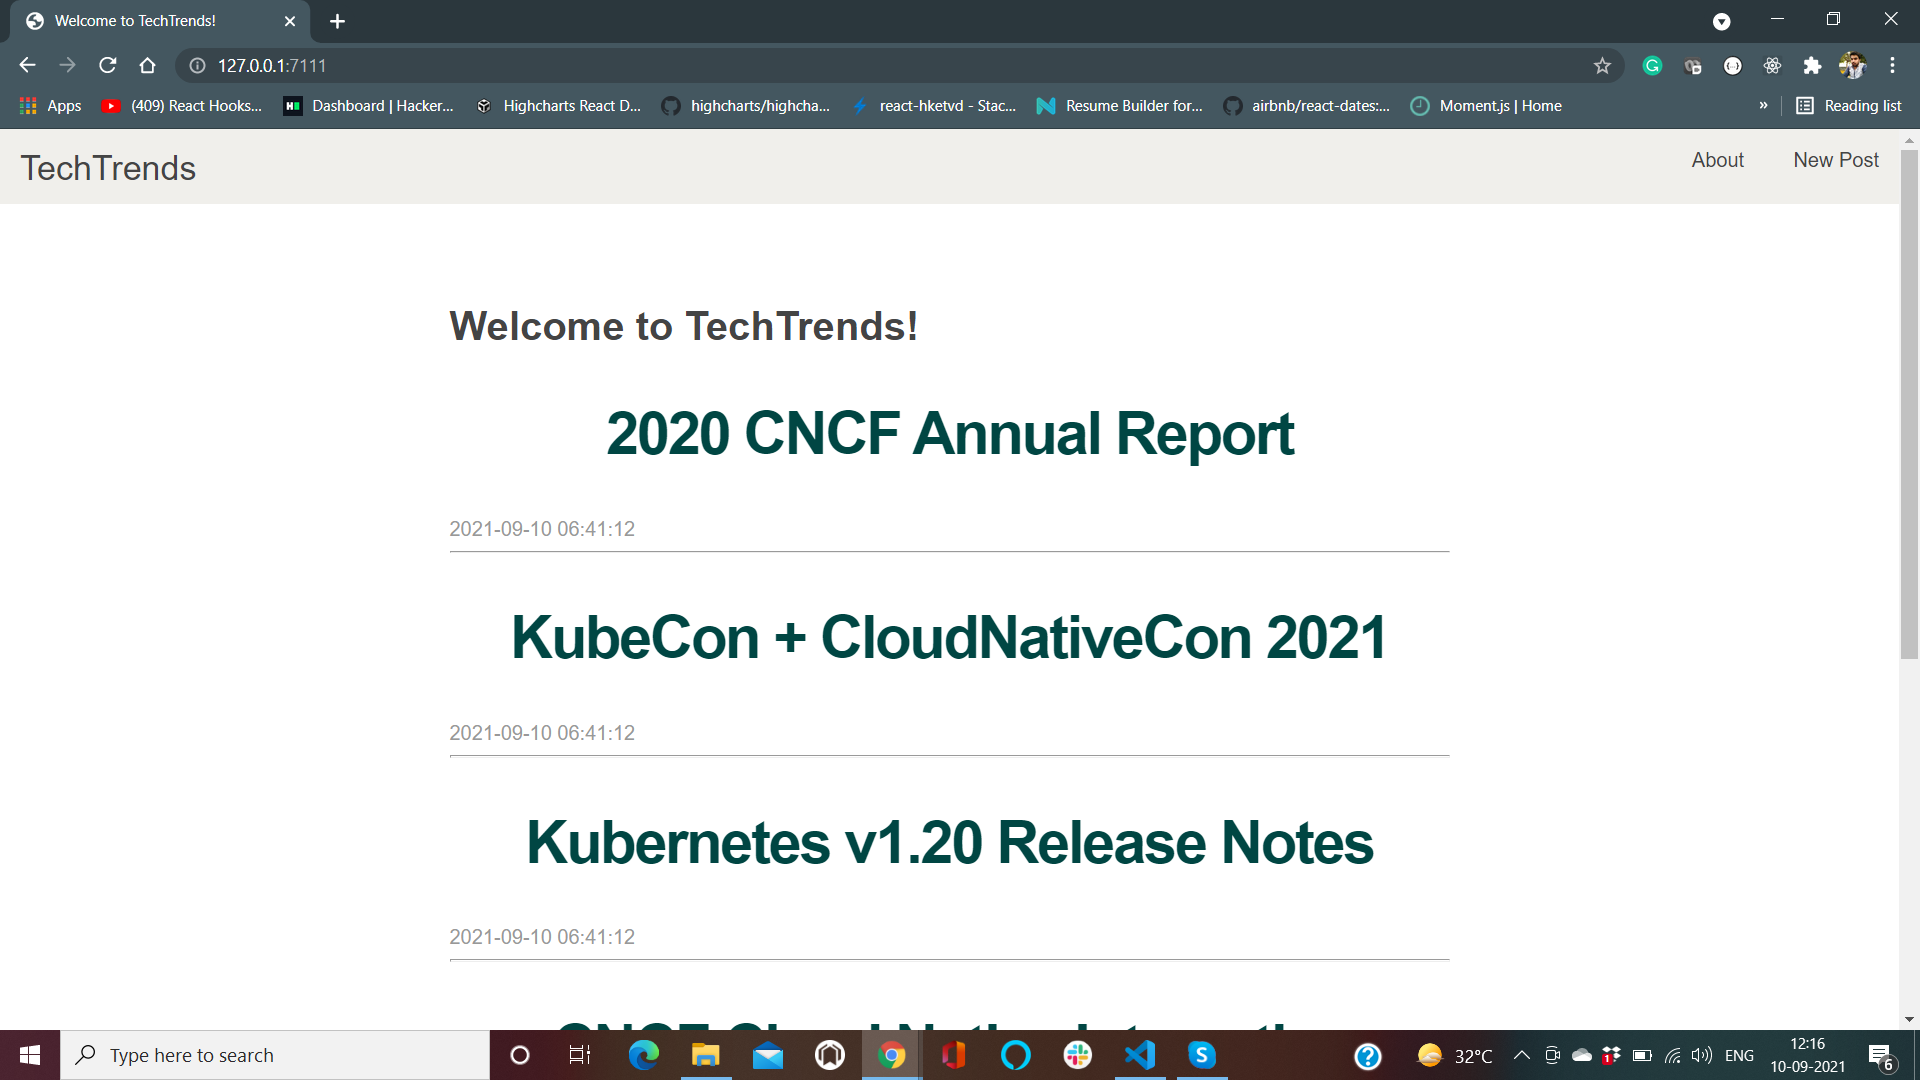 Welcome to TechTrends!
127.0.0.1:7111
Apps (409) React Hooks... Dashboard | Hacker... Highcharts React D... highcharts/highcha... react-hketvd - Stac... Resume Builder for... airbnb/react-dates:... Moment.js | Home » Reading list
TechTrends About New Post
Welcome to TechTrends!
2020 CNCF Annual Report
2021-09-10 06:41:12
KubeCon + CloudNativeCon 2021
2021-09-10 06:41:12
Kubernetes v1.20 Release Notes
2021-09-10 06:41:12
CNCF Cloud Native
Type here to search 32°C ENG 12:16
10-09-2021 6